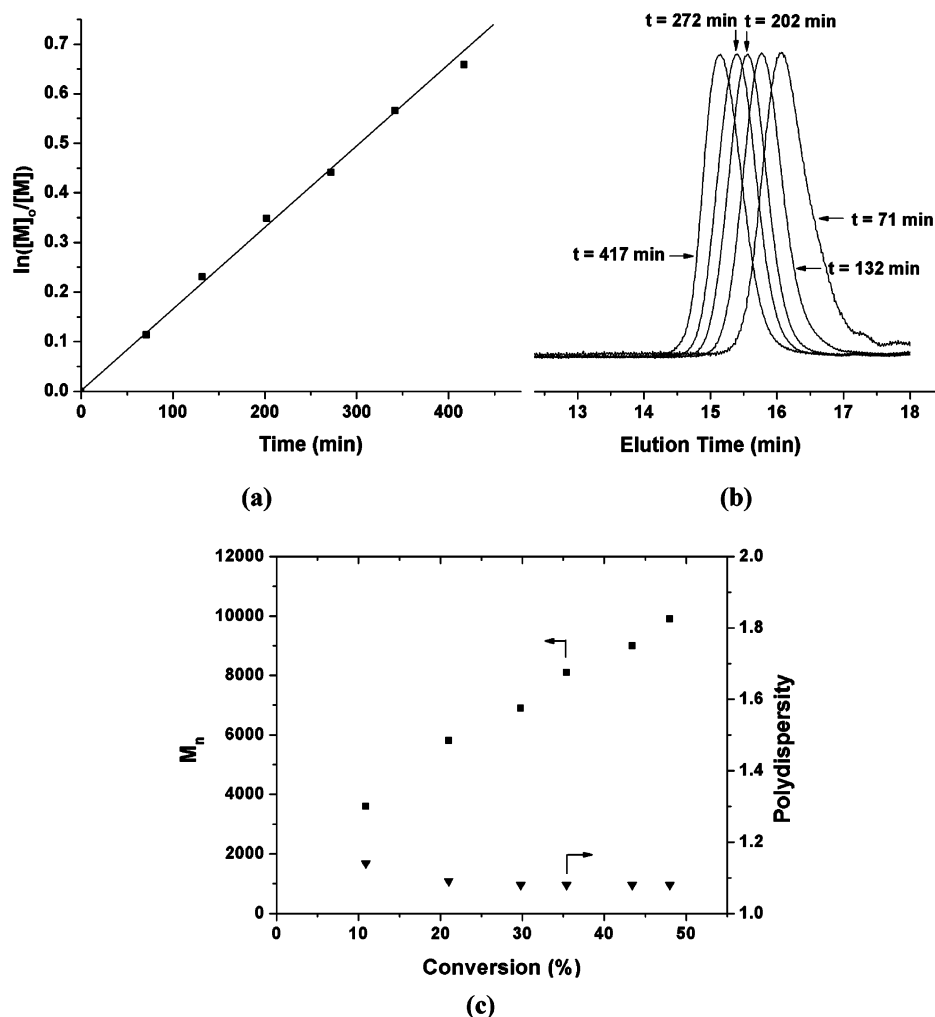 ln([M]o/[M])
0.7
0.6
0.5
0.4
0.3
0.2
0.1
0.0
0 100 200 300 400
Time (min)
(a)
t = 272 min
t = 202 min
t = 71 min
t = 417 min
t = 132 min
13 14 15 16 17 18
Elution Time (min)
(b)
Mn
12000
10000
8000
6000
4000
2000
0
2.0
1.8
1.6
1.4
1.2
1.0
Polydispersity
0 10 20 30 40 50
Conversion (%)
(c)